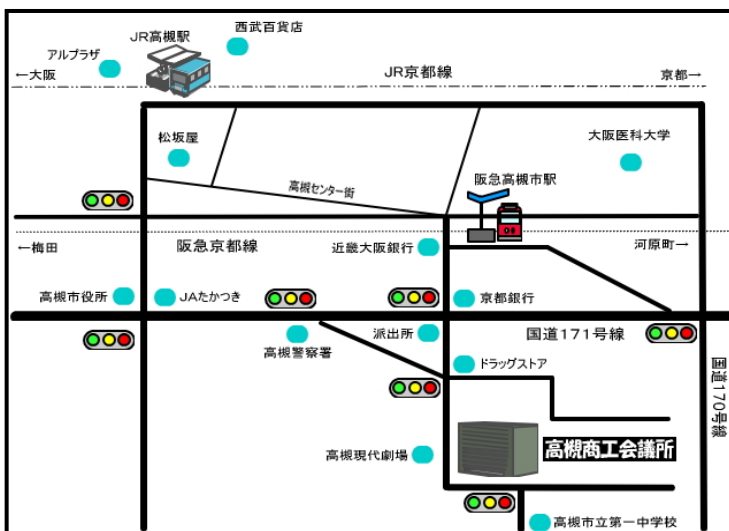 西武百貨店
JR高槻駅
アルプラザ
←大阪
JR京都線
京都→
松坂屋
大阪医科大学
高槻センター街
阪急高槻市駅
←梅田
阪急京都線
近畿大阪銀行
河原町→
高槻市役所
JAたかつき
京都銀行
派出所
国道171号線
高槻警察署
ドラッグストア
国道170号線
高槻現代劇場
高槻商工会議所
高槻市立第一中学校